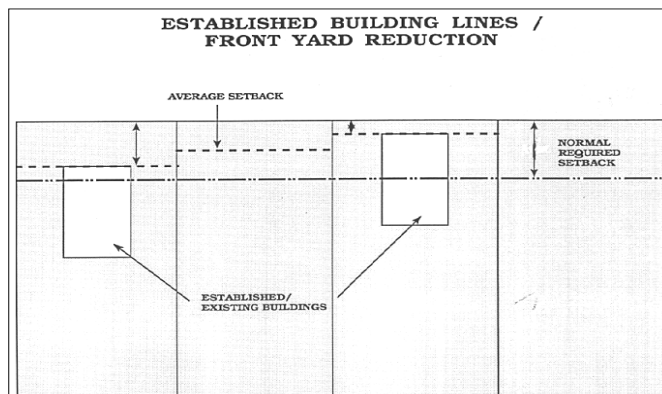 ESTABLISHED BUILDING LINES /
FRONT YARD REDUCTION
AVERAGE SETBACK
NORMAL
REQUIRED
SETBACK
ESTABLISHED/
EXISTING BUILDINGS